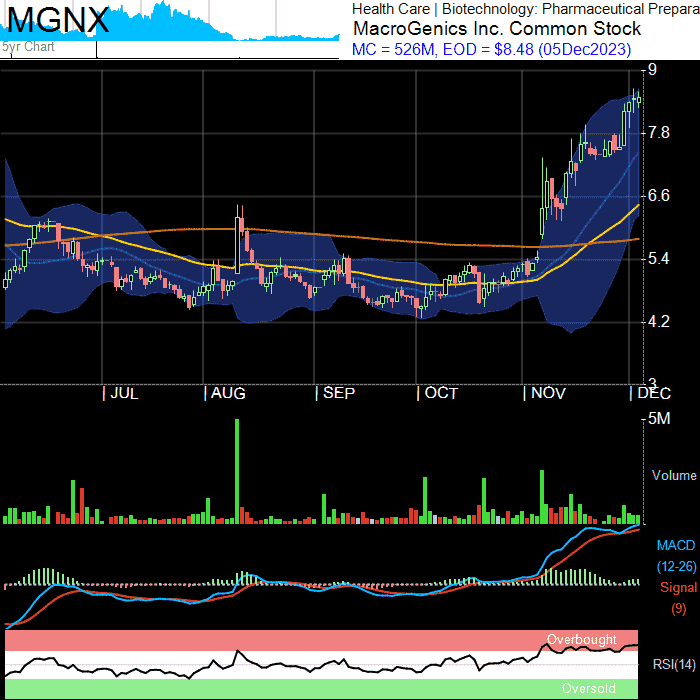 MGNX
5yr Chart
Health Care | Biotechnology: Pharmaceutical Prepara
MacroGenics Inc. Common Stock
MC = 526M, EOD = $8.48 (05Dec2023)
9
7.8
6.6
5.4
4.2
3
| JUL | AUG | SEP | OCT | NOV | DEC
5M
Volume
MACD
(12-26)
Signal
(9)
Overbought
RSI(14)
Oversold